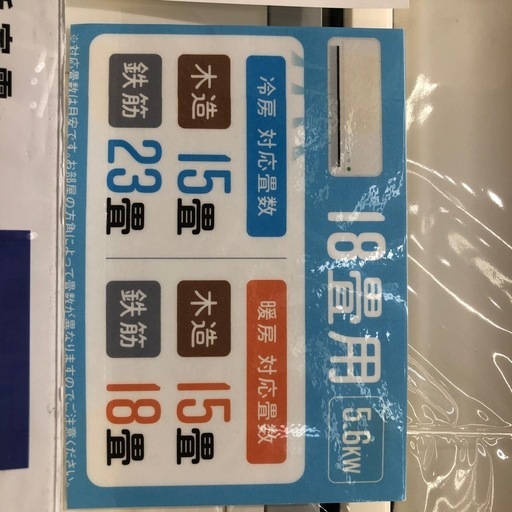 18畳用 5.6kW
冷房 対応畳数
木造 15畳
鉄筋 23畳
暖房 対応畳数
木造 15畳
鉄筋 18畳
※対応畳数は目安です。お部屋の方角によって畳数が異なりますのでご注意ください。